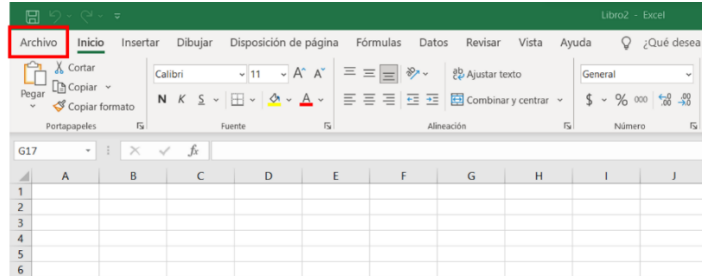 Libro2 - Excel
Archivo Inicio Insertar Dibujar Disposición de página Fórmulas Datos Revisar Vista Ayuda ¿Qué desea
Pegar
Cortar
Copiar
Copiar formato
Portapapeles
Calibri 11 A^ A˅
N K S A
Fuente
ab Ajustar texto
Combinar y centrar
Alineación
General
$ % 000
Número
G17 fx
A B C D E F G H I J
1
2
3
4
5
6